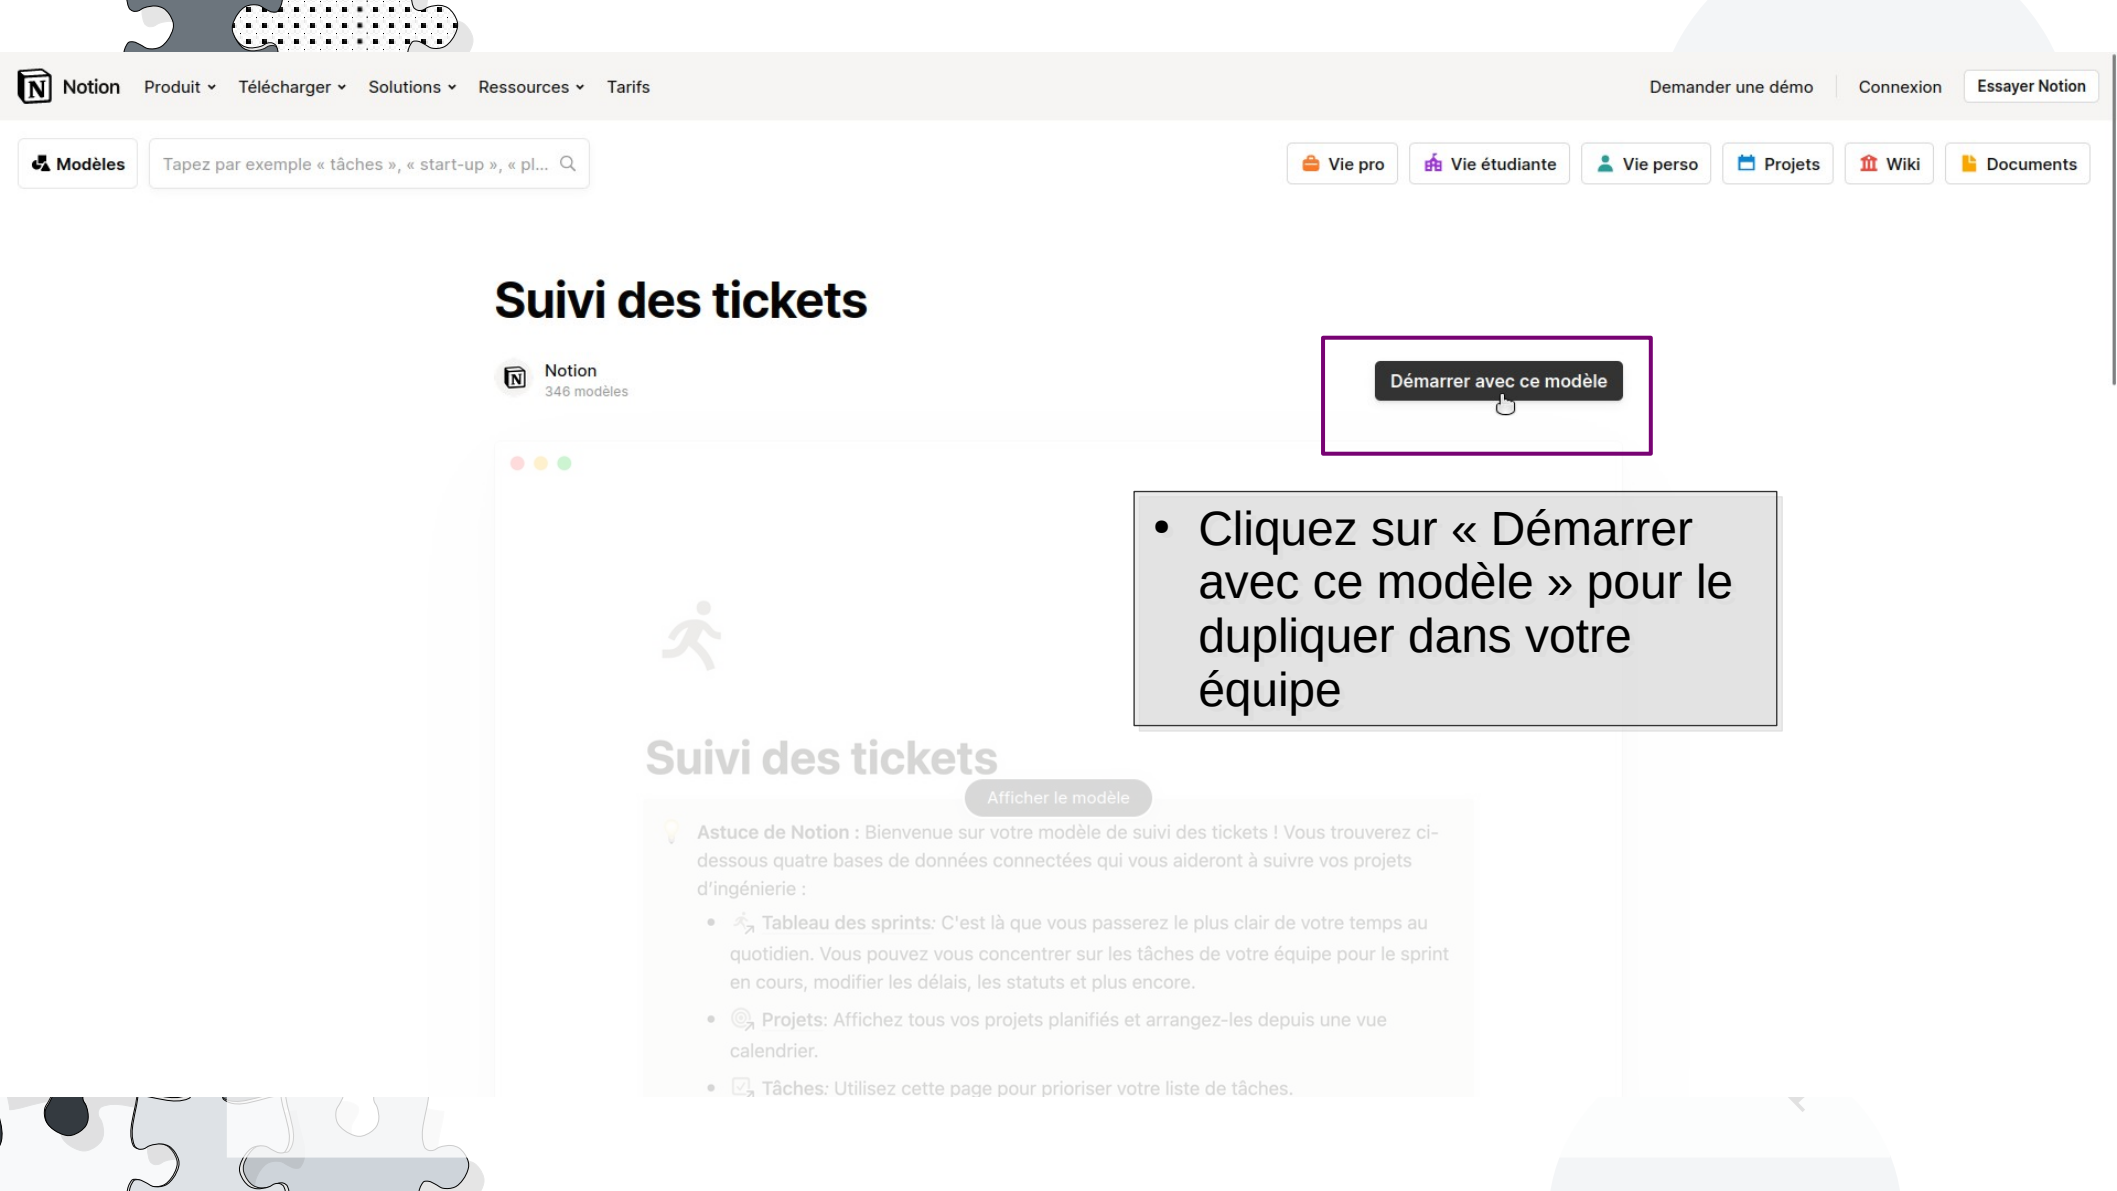 Notion
Produit
Télécharger
Solutions
Ressources
Tarifs
Demander une démo
Connexion
Essayer Notion
Modèles
Tapez par exemple « tâches », « start-up », « pl...
Vie pro
Vie étudiante
Vie perso
Projets
Wiki
Documents
Suivi des tickets
Notion
346 modèles
Démarrer avec ce modèle
• Cliquez sur « Démarrer
avec ce modèle » pour le
dupliquer dans votre
équipe
Suivi des tickets
Afficher le modèle
Astuce de Notion : Bienvenue sur votre modèle de suivi des tickets ! Vous trouverez ci-
dessous quatre bases de données connectées qui vous aideront à suivre vos projets
d'ingénierie :
• Tableau des sprints: C'est là que vous passerez le plus clair de votre temps au
quotidien. Vous pouvez vous concentrer sur les tâches de votre équipe pour le sprint
en cours, modifier les délais, les statuts et plus encore.
• Projets: Affichez tous vos projets planifiés et arrangez-les depuis une vue
calendrier.
• Tâches: Utilisez cette page pour prioriser votre liste de tâches.